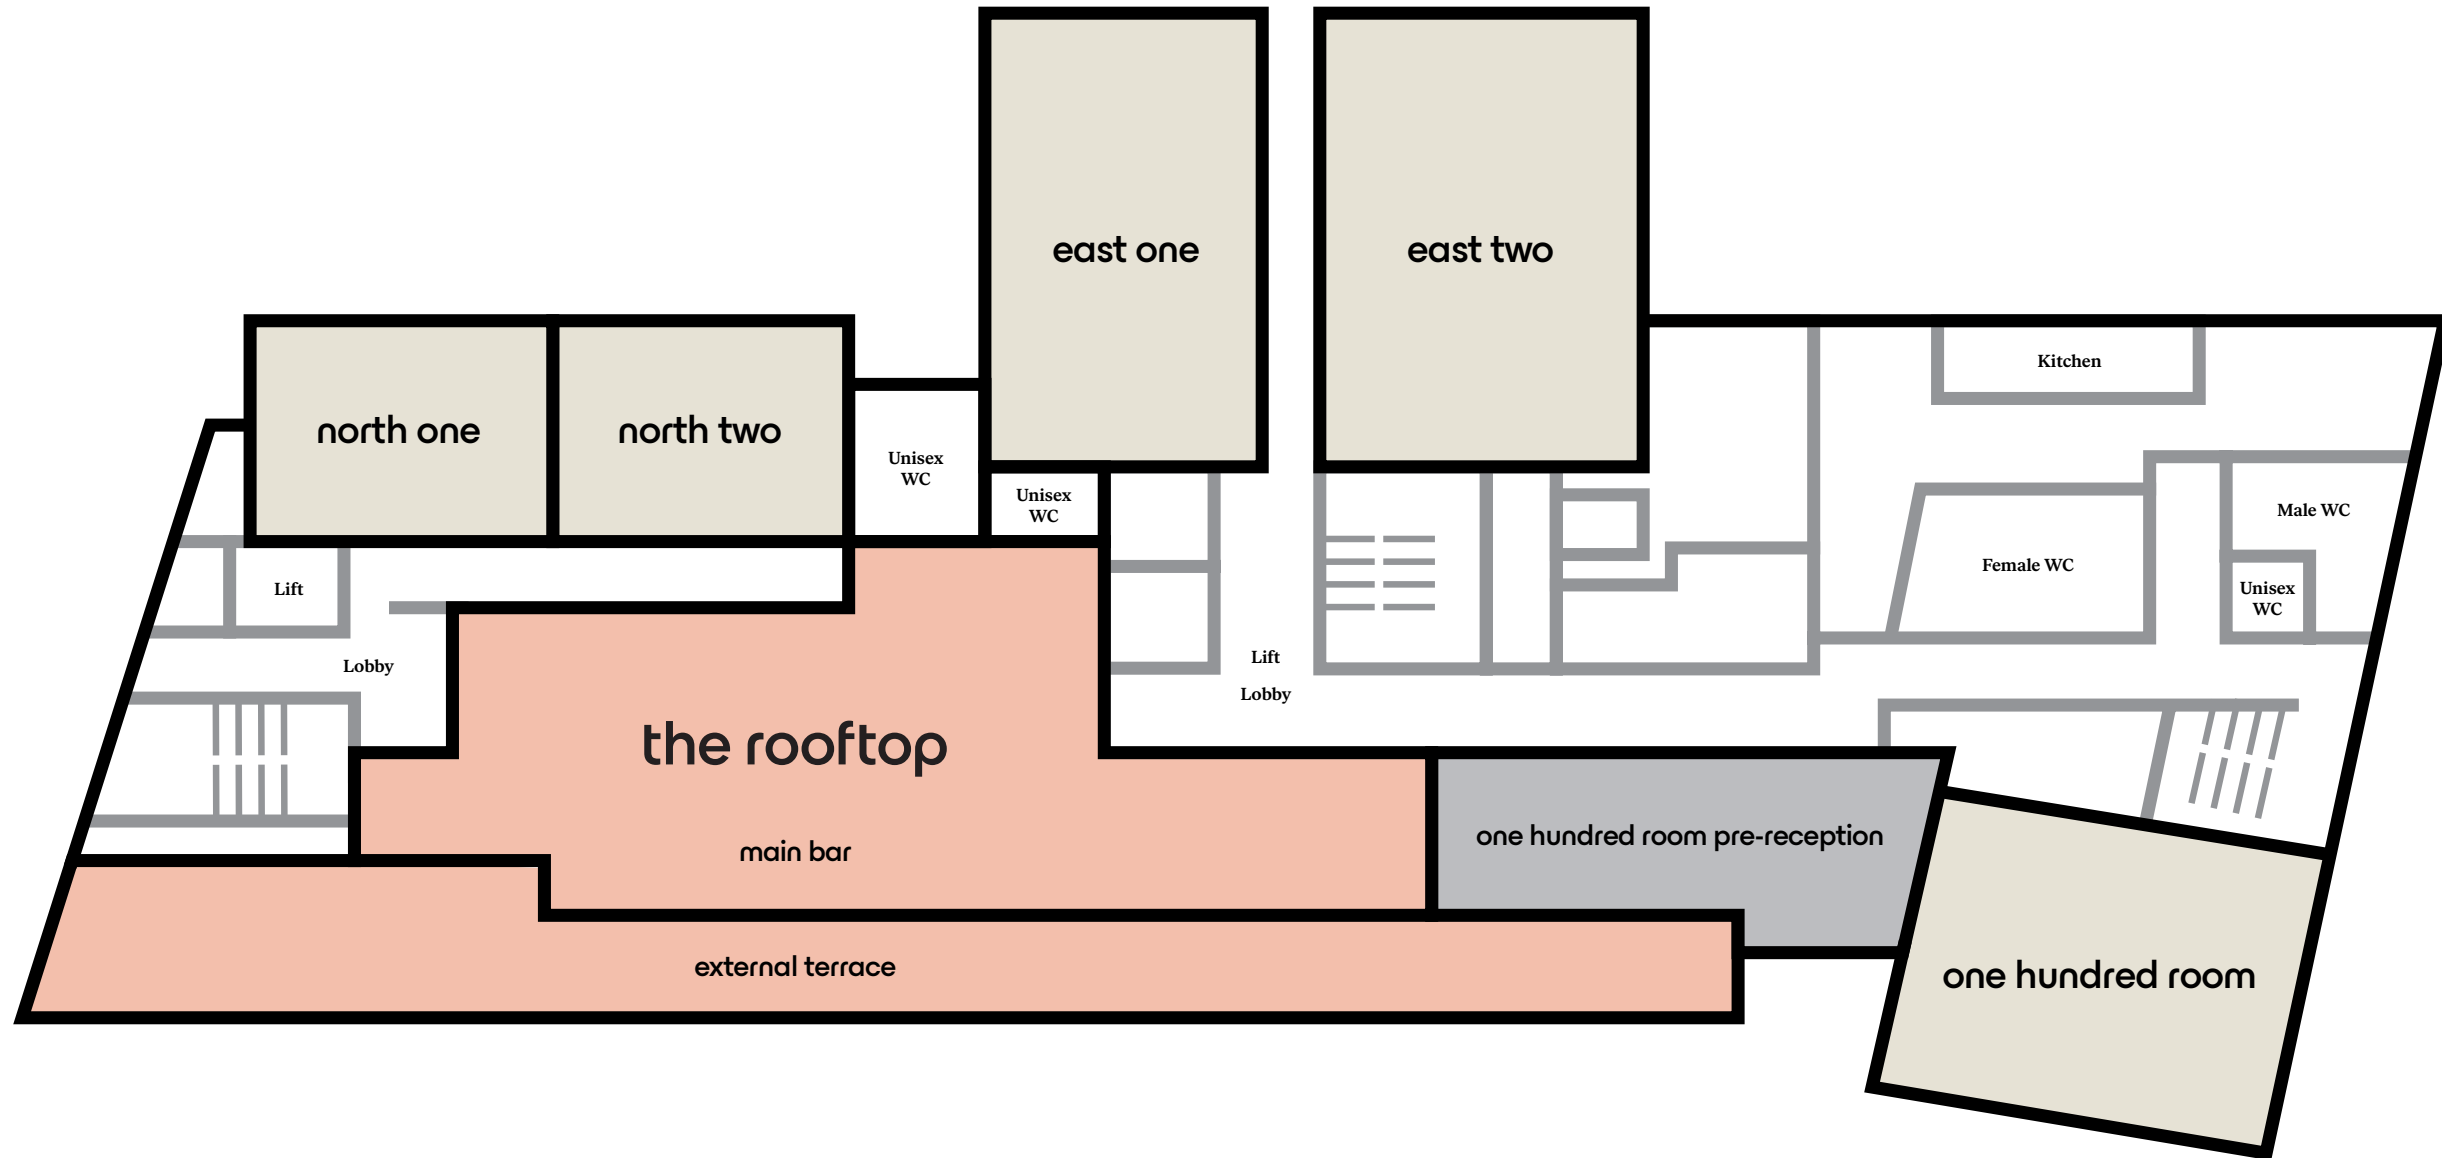 east one
east two
Kitchen
north one
north two
Unisex
WC
Unisex
WC
Male WC
Female WC
Lift
Unisex
WC
Lobby
Lift
Lobby
the rooftop
one hundred room pre-reception
main bar
external terrace
one hundred room